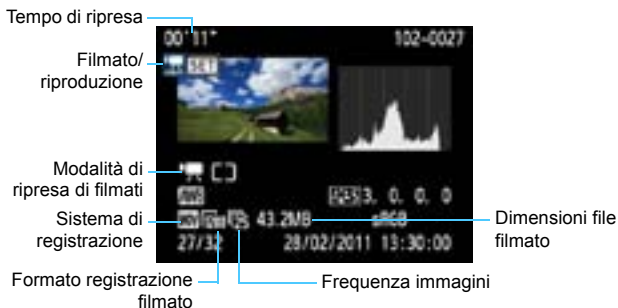 Tempo di ripresa
00'11"
102-0027
Filmato/
riproduzione
SET
Modalità di
ripresa di filmati
3, 0, 0, 0
Sistema di
registrazione
MOV
43.2MB
sRGB
Dimensioni file
filmato
27/32
28/02/2011 13:30:00
Formato registrazione
filmato
Frequenza immagini